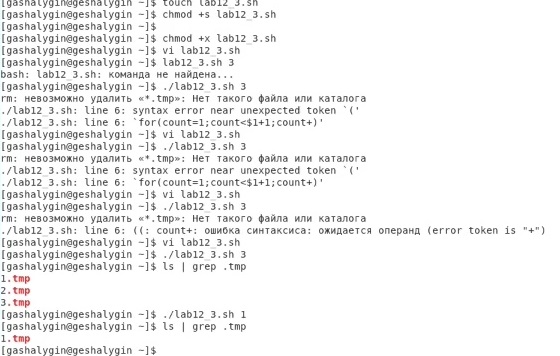 [gashalygin@geshalygin ~]$ touch lab12_3.sh
[gashalygin@geshalygin ~]$ chmod +s lab12_3.sh
[gashalygin@geshalygin ~]$
[gashalygin@geshalygin ~]$ chmod +x lab12_3.sh
[gashalygin@geshalygin ~]$ vi lab12_3.sh
[gashalygin@geshalygin ~]$ lab12_3.sh 3
bash: lab12_3.sh: команда не найдена...
[gashalygin@geshalygin ~]$ ./lab12_3.sh 3
rm: невозможно удалить «*.tmp»: Нет такого файла или каталога
./lab12_3.sh: line 6: syntax error near unexpected token `('
./lab12_3.sh: line 6: `for(count=1;count<$1+1;count+)'
[gashalygin@geshalygin ~]$ vi lab12_3.sh
[gashalygin@geshalygin ~]$ ./lab12_3.sh 3
rm: невозможно удалить «*.tmp»: Нет такого файла или каталога
./lab12_3.sh: line 6: syntax error near unexpected token `('
./lab12_3.sh: line 6: `for(count=1;count<$1+1;count+)'
[gashalygin@geshalygin ~]$ vi lab12_3.sh
[gashalygin@geshalygin ~]$ ./lab12_3.sh 3
rm: невозможно удалить «*.tmp»: Нет такого файла или каталога
./lab12_3.sh: line 6: ((: count+: ошибка синтаксиса: ожидается операнд (error token is "+")
[gashalygin@geshalygin ~]$ vi lab12_3.sh
[gashalygin@geshalygin ~]$ ./lab12_3.sh 3
[gashalygin@geshalygin ~]$ ls | grep .tmp
1.tmp
2.tmp
3.tmp
[gashalygin@geshalygin ~]$ ./lab12_3.sh 1
[gashalygin@geshalygin ~]$ ls | grep .tmp
1.tmp
[gashalygin@geshalygin ~]$